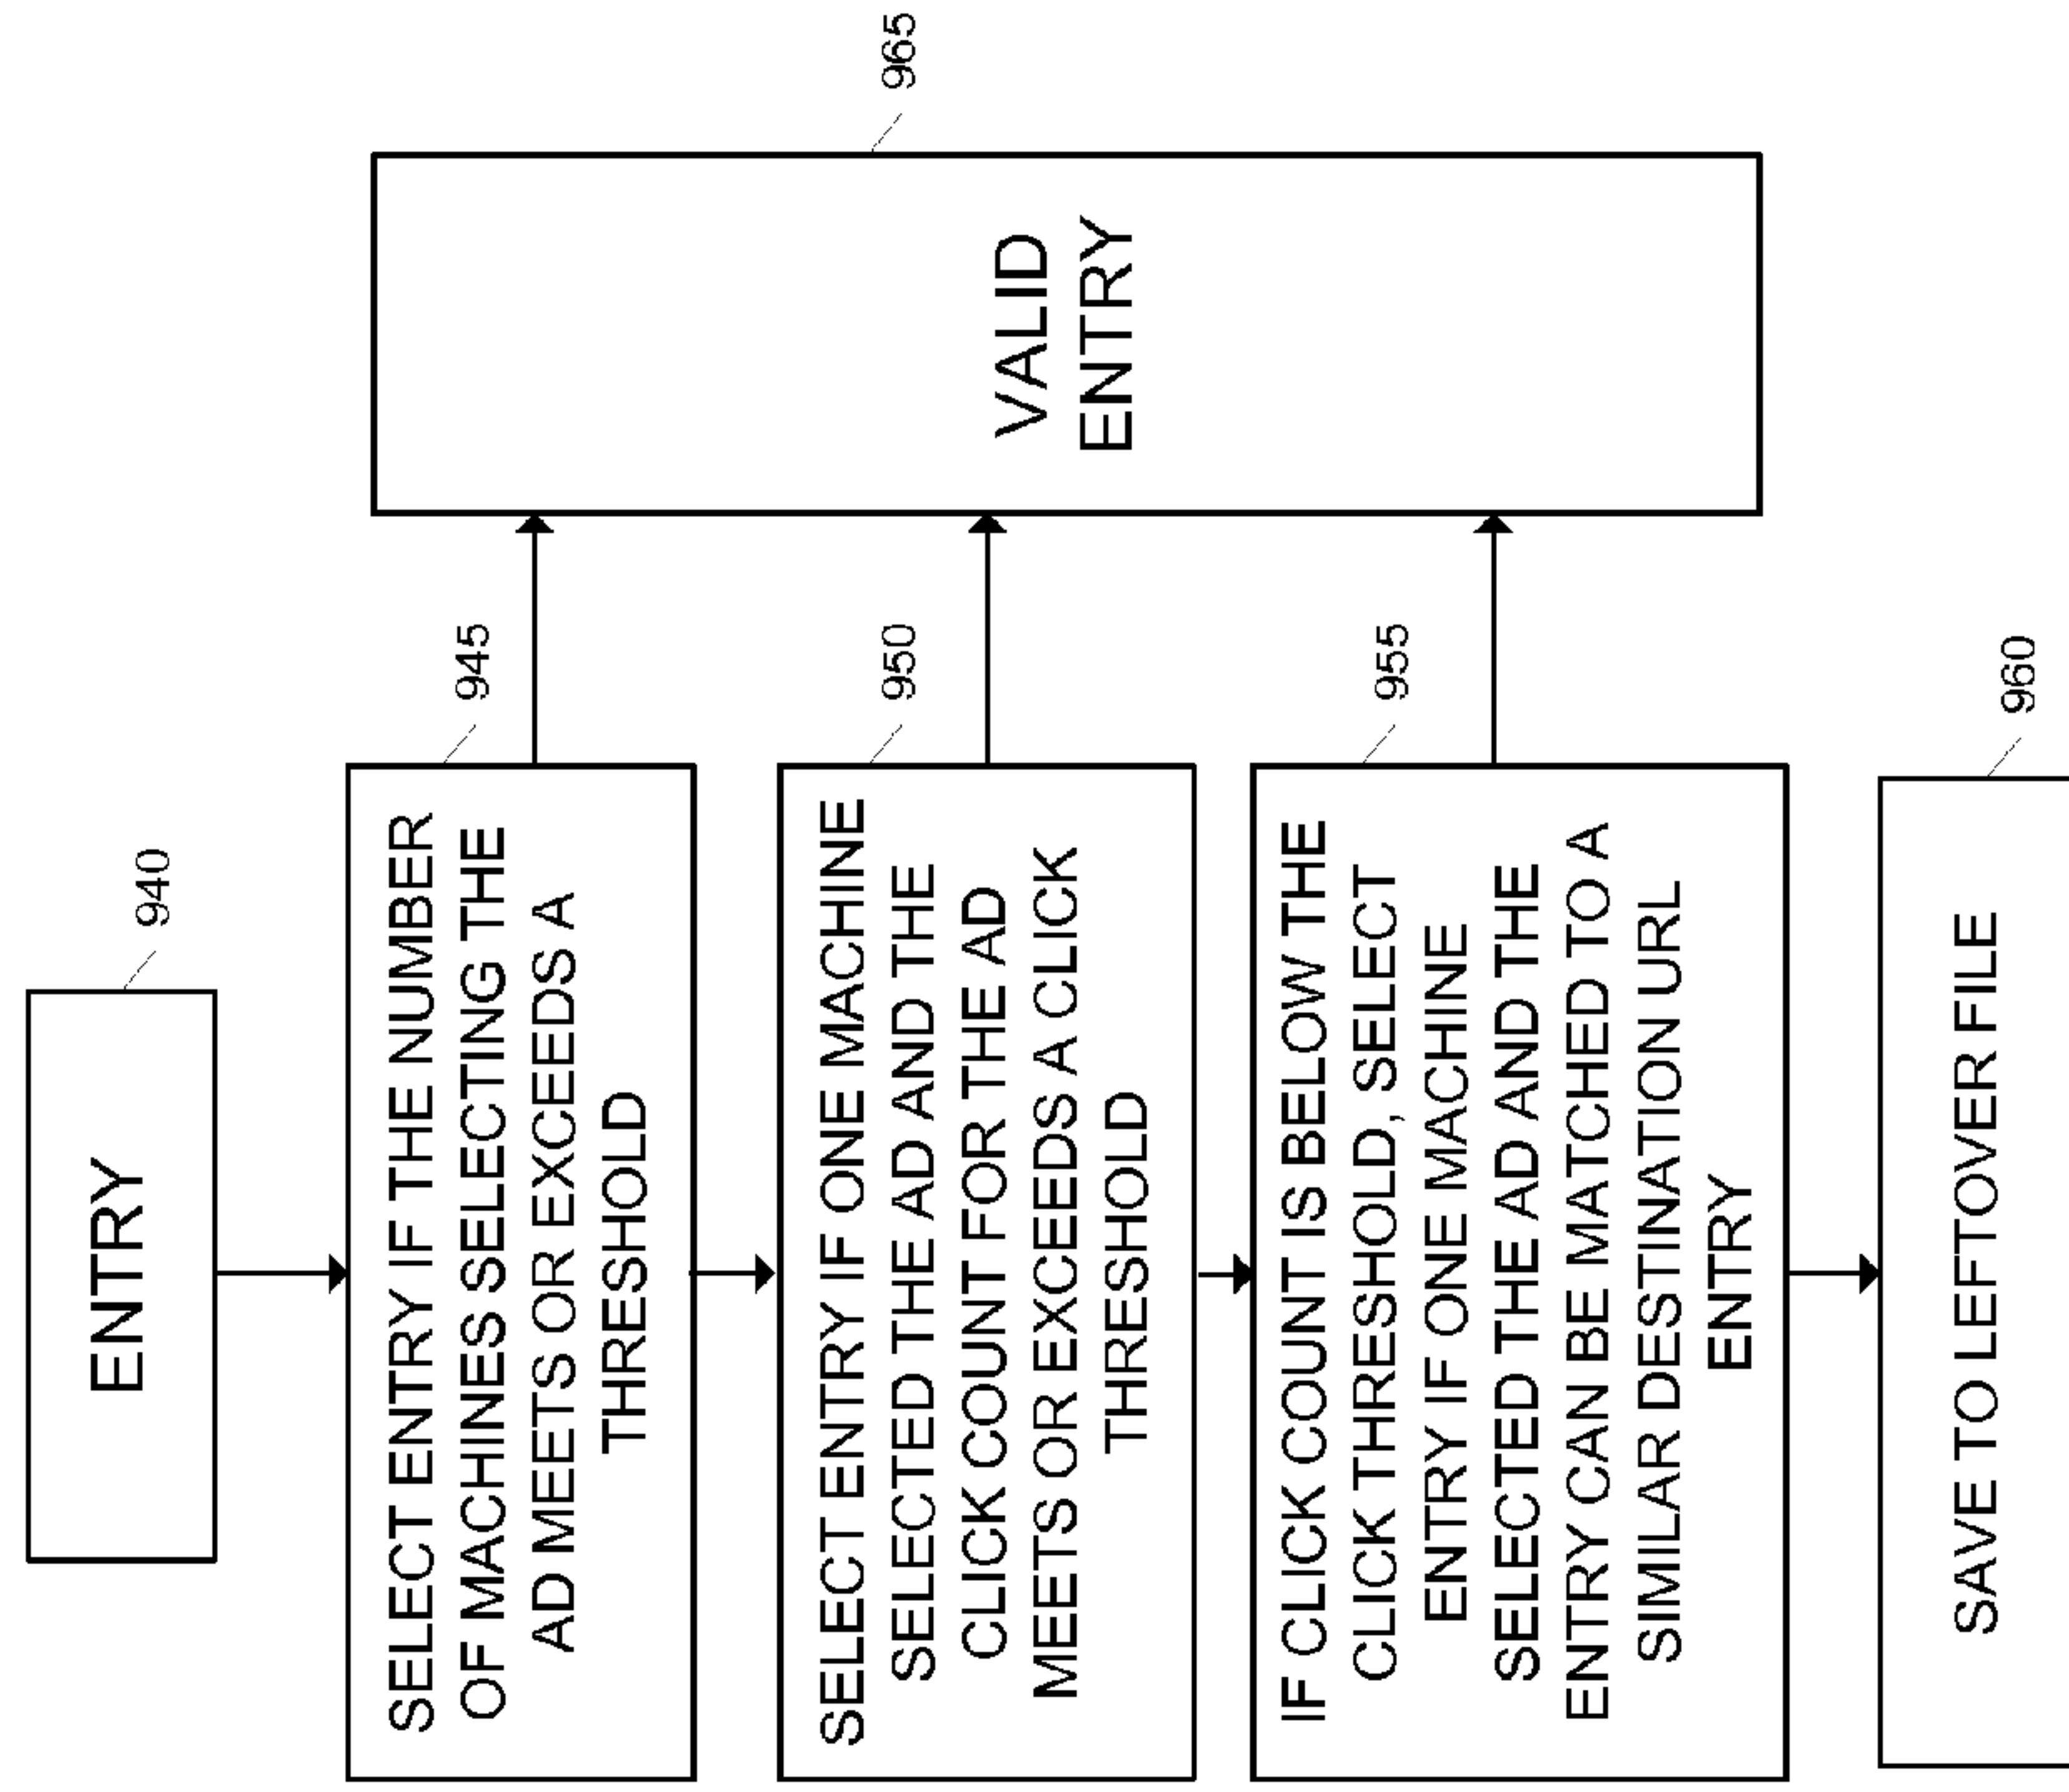 ENTRY
940
SELECT ENTRY IF THE NUMBER
OF MACHINES SELECTING THE
AD MEETS OR EXCEEDS A
THRESHOLD
945
SELECT ENTRY IF ONE MACHINE
SELECTED THE AD AND THE
CLICK COUNT FOR THE AD
MEETS OR EXCEEDS A CLICK
THRESHOLD
950
IF CLICK COUNT IS BELOW THE
CLICK THRESHOLD, SELECT
ENTRY IF ONE MACHINE
SELECTED THE AD AND THE
ENTRY CAN BE MATCHED TO A
SIMILAR DESTINATION URL
ENTRY
955
SAVE TO LEFTOVER FILE
960
VALID
ENTRY
965